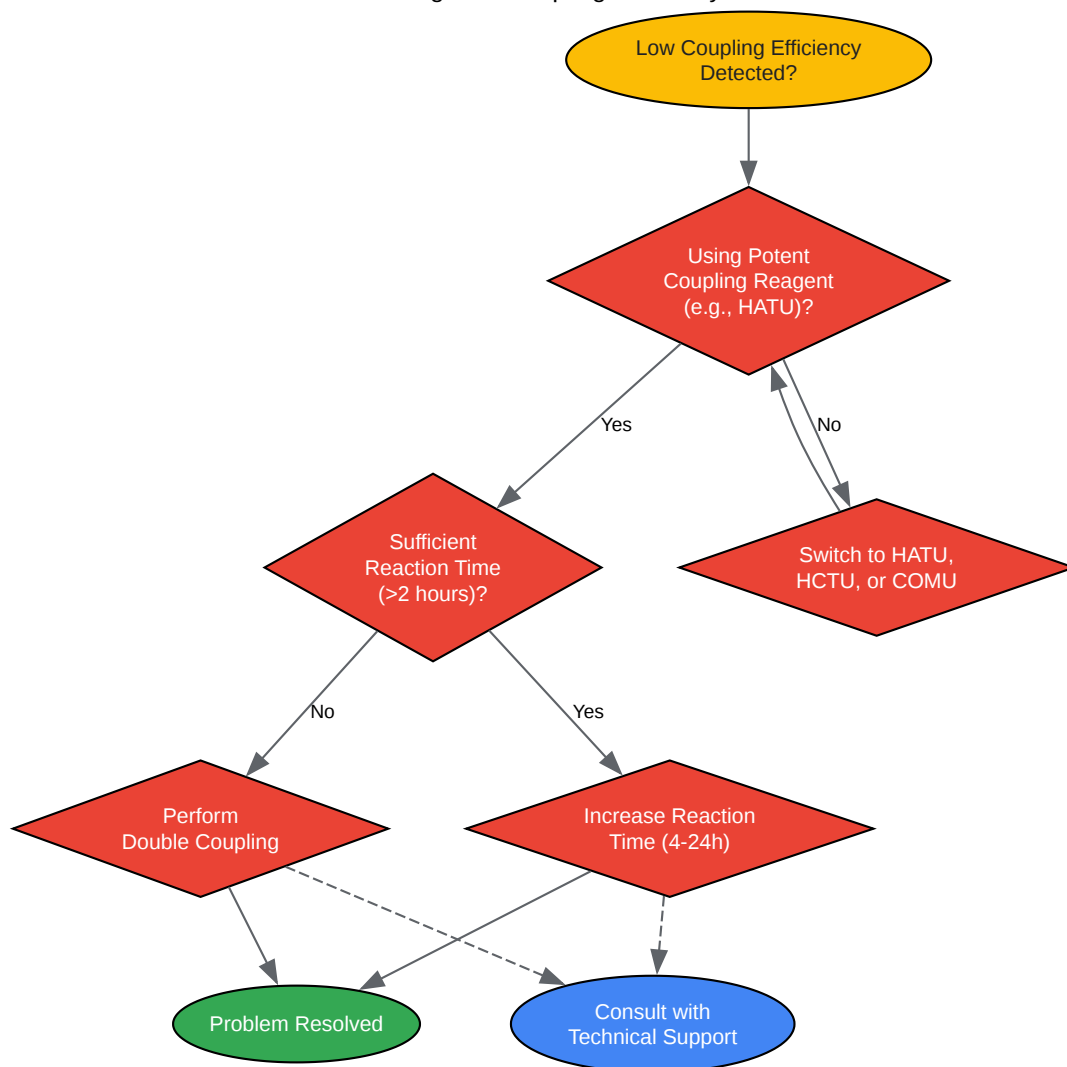 Low Coupling Efficiency
Detected?
Using Potent
Coupling Reagent
(e.g., HATU)?
Yes
No
Sufficient
Reaction Time
(>2 hours)?
Switch to HATU,
HCTU, or COMU
No
Yes
Perform
Double Coupling
Increase Reaction
Time (4-24h)
Problem Resolved
Consult with
Technical Support